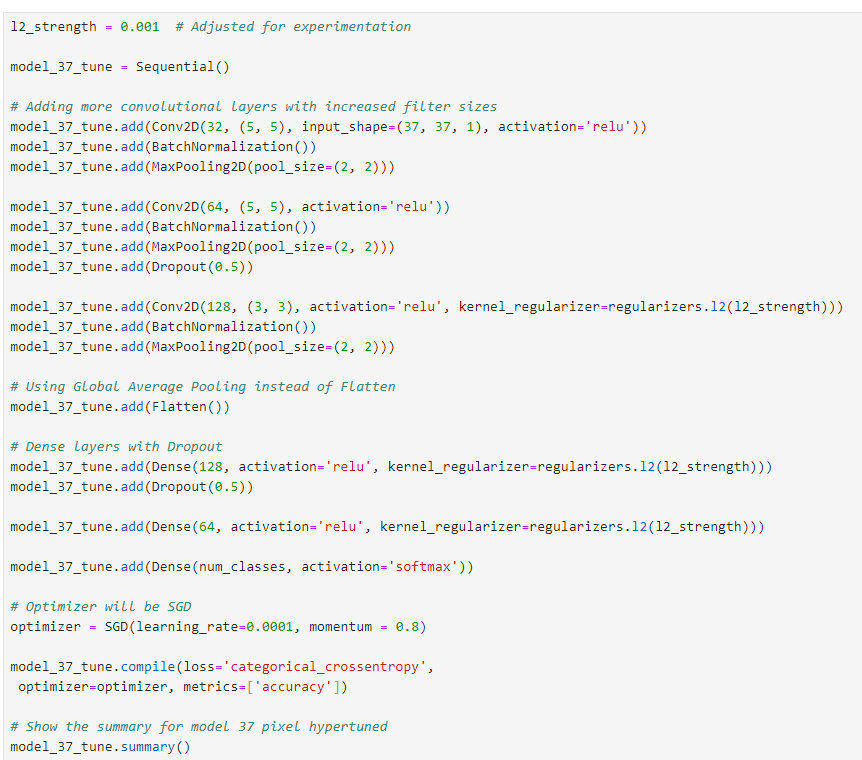 l2_strength = 0.001  # Adjusted for experimentation
model_37_tune = Sequential()
# Adding more convolutional layers with increased filter sizes
model_37_tune.add(Conv2D(32, (5, 5), input_shape=(37, 37, 1), activation='relu'))
model_37_tune.add(BatchNormalization())
model_37_tune.add(MaxPooling2D(pool_size=(2, 2)))
model_37_tune.add(Conv2D(64, (5, 5), activation='relu'))
model_37_tune.add(BatchNormalization())
model_37_tune.add(MaxPooling2D(pool_size=(2, 2)))
model_37_tune.add(Dropout(0.5))
model_37_tune.add(Conv2D(128, (3, 3), activation='relu', kernel_regularizer=regularizers.l2(l2_strength)))
model_37_tune.add(BatchNormalization())
model_37_tune.add(MaxPooling2D(pool_size=(2, 2)))
# Using Global Average Pooling instead of Flatten
model_37_tune.add(Flatten())
# Dense layers with Dropout
model_37_tune.add(Dense(128, activation='relu', kernel_regularizer=regularizers.l2(l2_strength)))
model_37_tune.add(Dropout(0.5))
model_37_tune.add(Dense(64, activation='relu', kernel_regularizer=regularizers.l2(l2_strength)))
model_37_tune.add(Dense(num_classes, activation='softmax'))
# Optimizer will be SGD
optimizer = SGD(learning_rate=0.0001, momentum = 0.8)
model_37_tune.compile(loss='categorical_crossentropy',
 optimizer=optimizer, metrics=['accuracy'])
# Show the summary for model 37 pixel hypertuned
model_37_tune.summary()